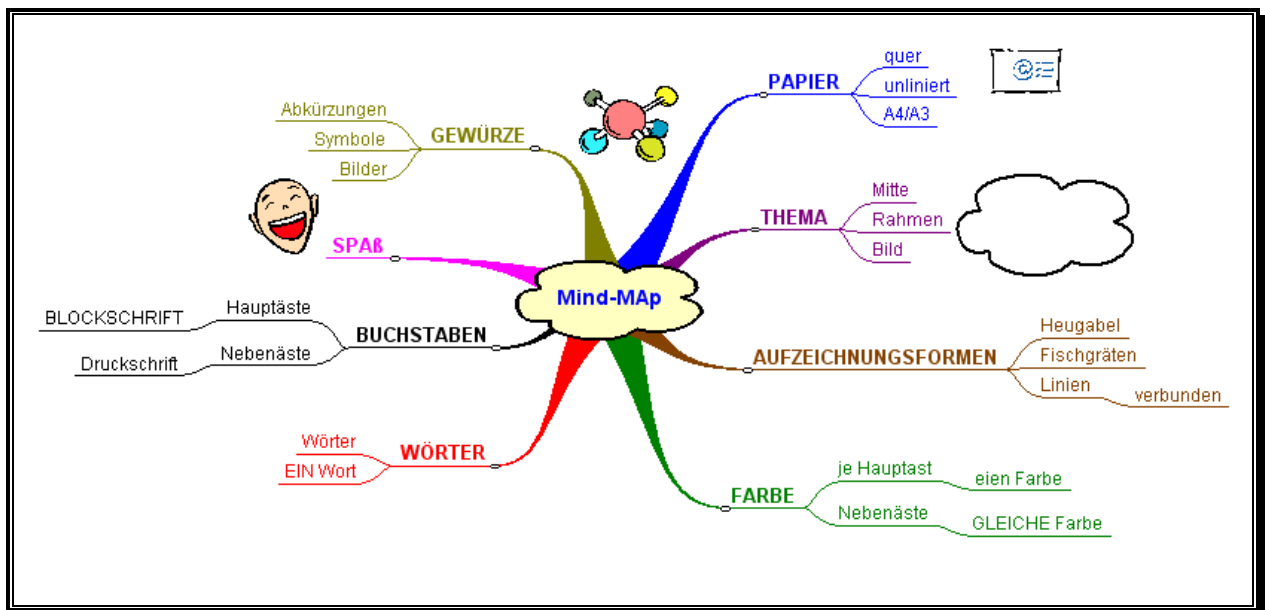 Mind-MAp
PAPIER
quer
unliniert
A4/A3
THEMA
Mitte
Rahmen
Bild
AUFZEICHNUNGSFORMEN
Heugabel
Fischgräten
Linien
verbunden
FARBE
je Hauptast
eien Farbe
Nebenäste
GLEICHE Farbe
WÖRTER
Wörter
EIN Wort
BUCHSTABEN
Hauptäste
BLOCKSCHRIFT
Nebenäste
Druckschrift
SPAß
GEWÜRZE
Abkürzungen
Symbole
Bilder